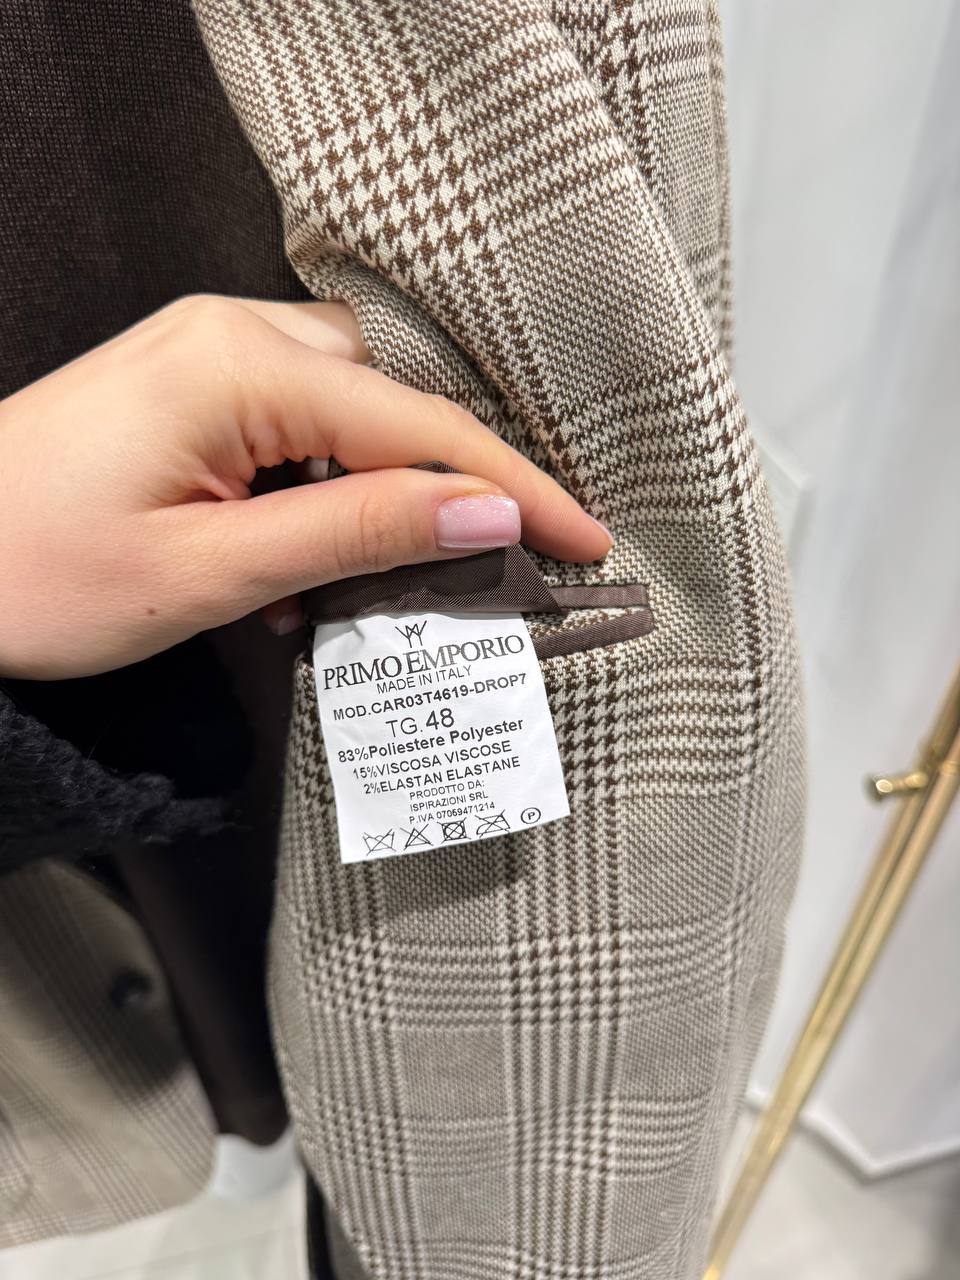 PRIMO EMPORIO
MADE IN ITALY
MOD.CAR03T4619-DROP7
TG.48
83%Poliestere Polyester
15%VISCOSA VISCOSE
2%ELASTAN ELASTANE
PRODOTTO DA:
ISPIRAZIONI SRL
P.IVA 07069471214
P